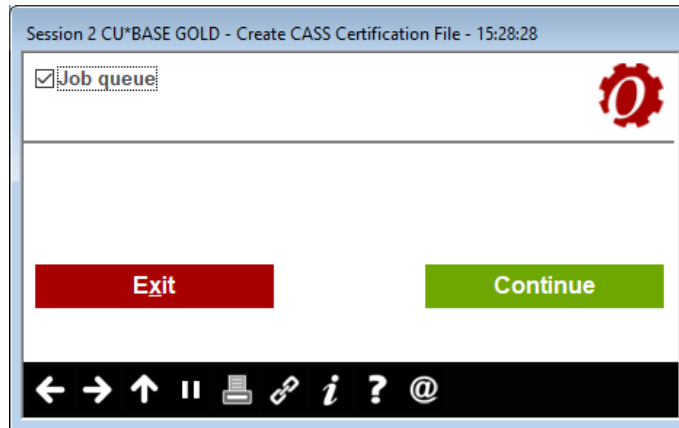 Session 2 CU*BASE GOLD - Create CASS Certification File - 15:28:28
Job queue
Exit
Continue
i ? @